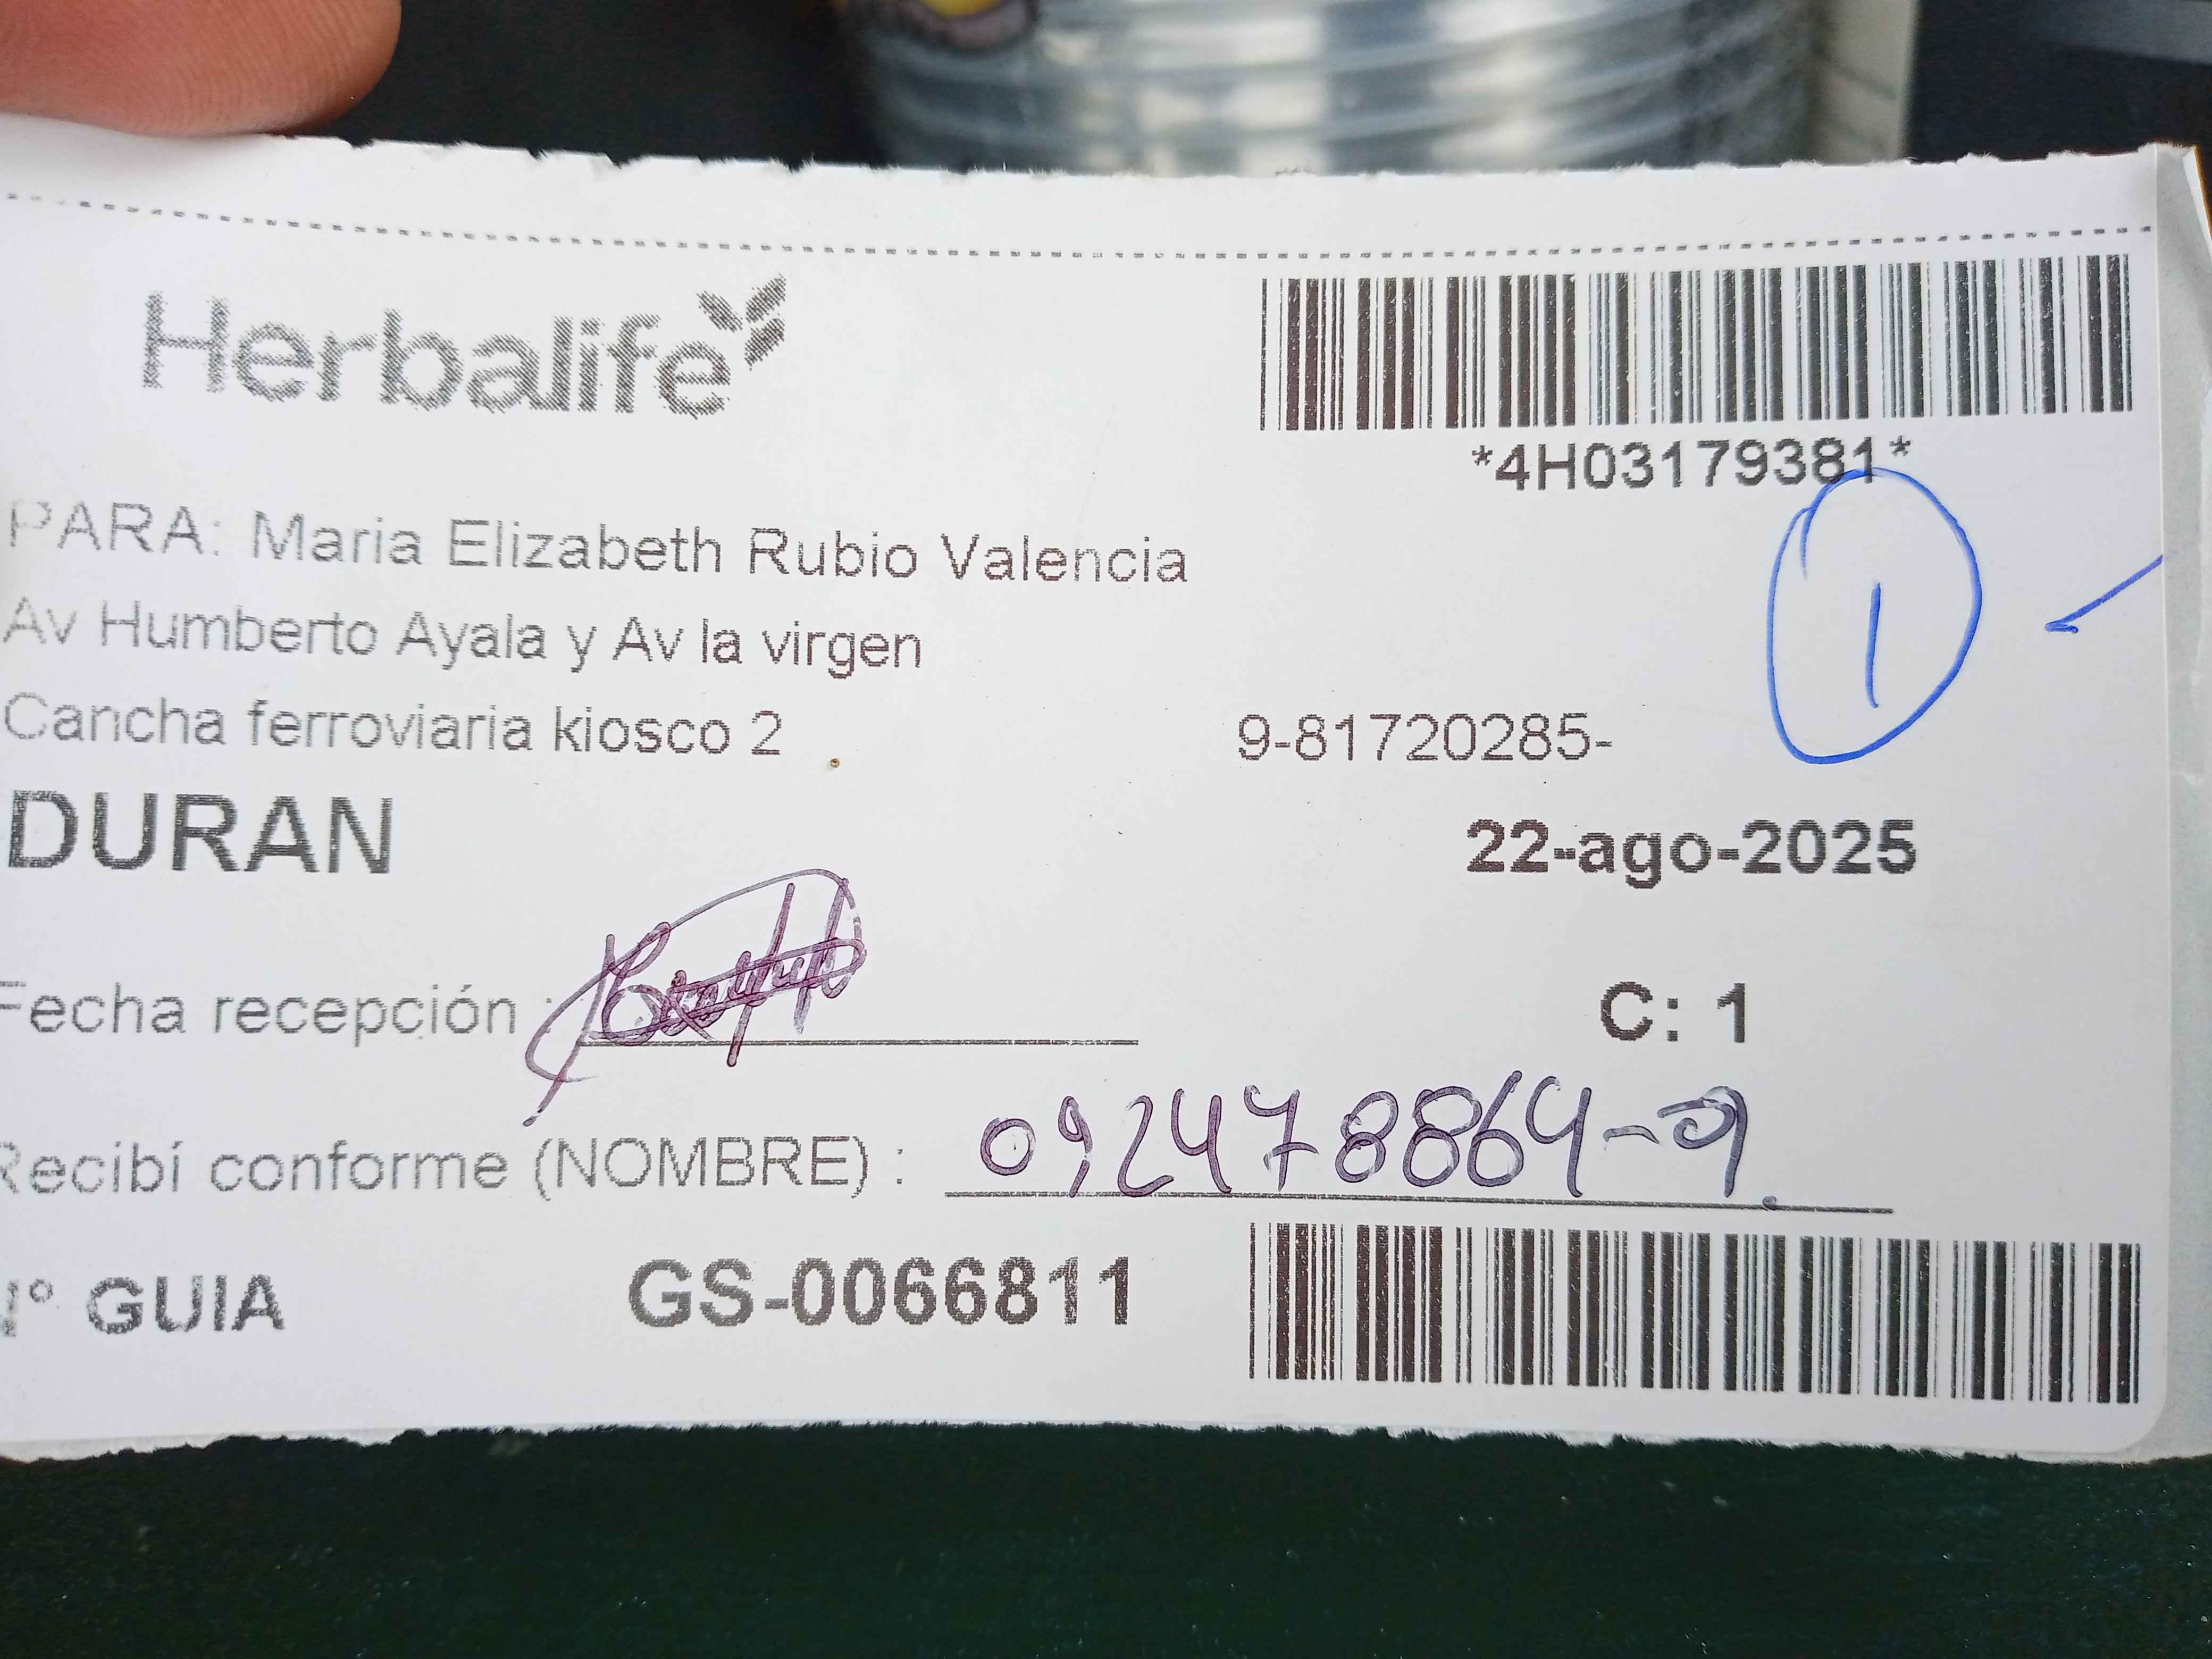 Herbalife
*4H03179381*
1
PARA: Maria Elizabeth Rubio Valencia
Av Humberto Ayala y Av la virgen
Cancha ferroviaria kiosco 2
9-81720285-
DURAN
22-ago-2025
Fecha recepción :
C: 1
Recibí conforme (NOMBRE) : 092478864-9.
N° GUIA GS-0066811